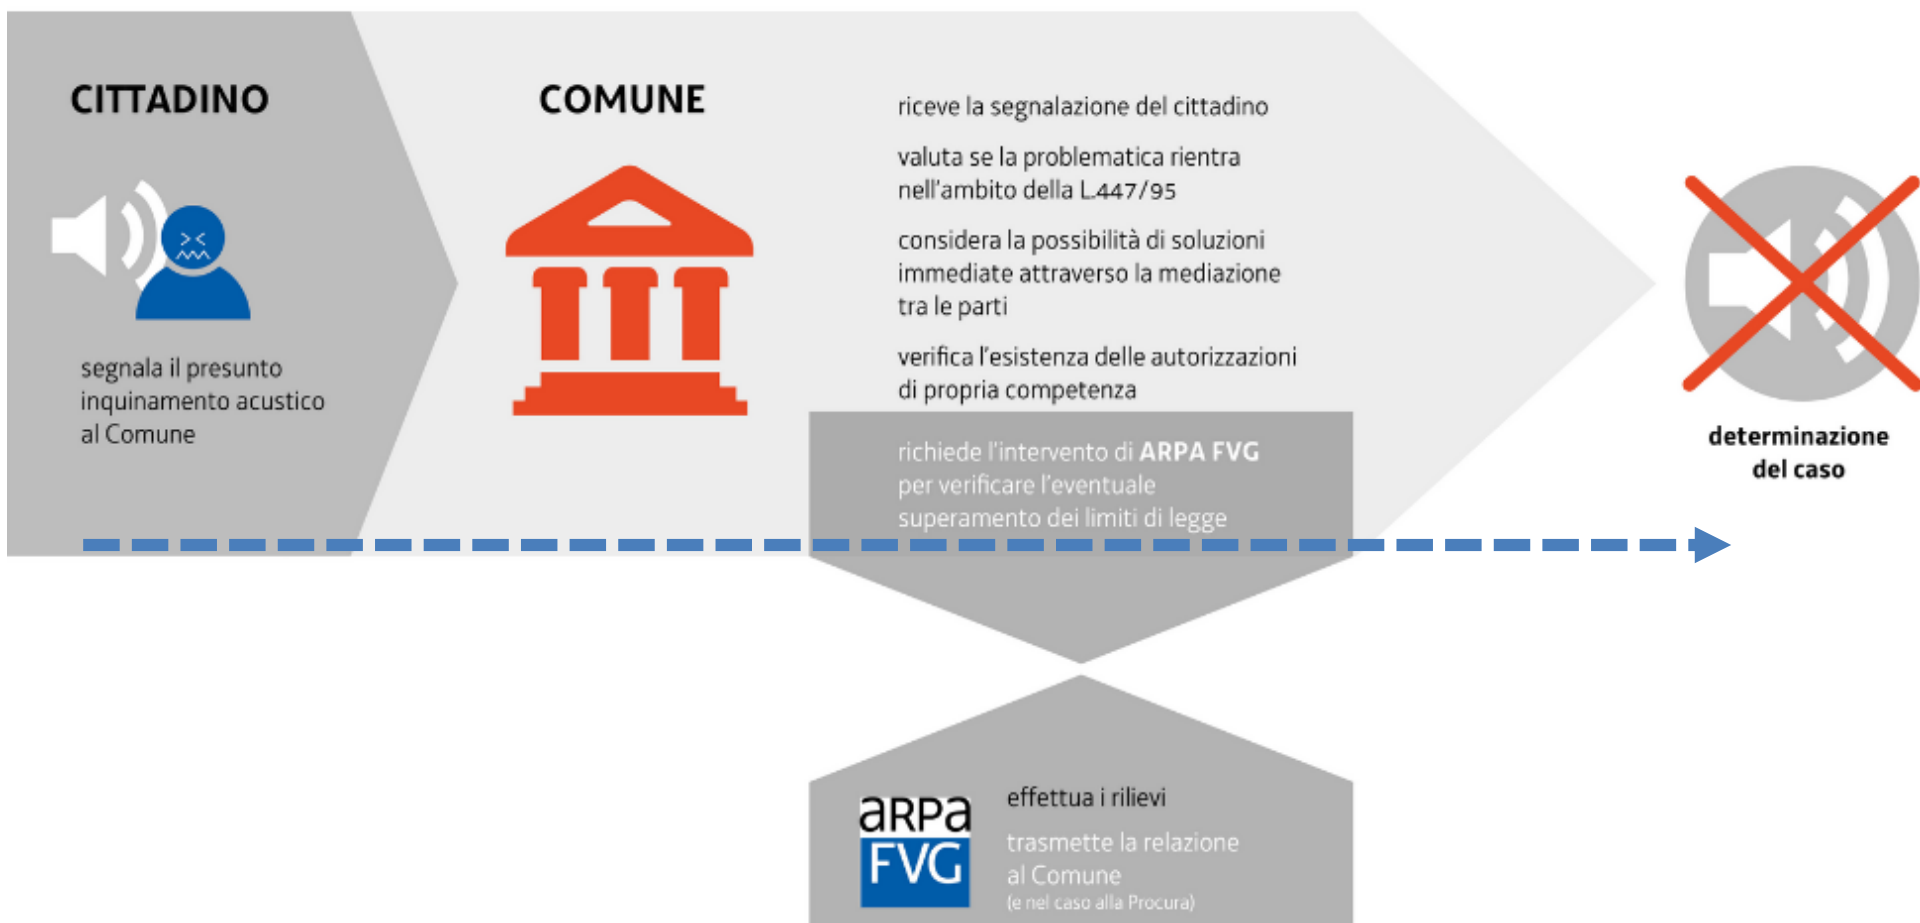 CITTADINO
segnala il presunto
inquinamento acustico
al Comune
COMUNE
riceve la segnalazione del cittadino
valuta se la problematica rientra
nell'ambito della L.447/95
considera la possibilità di soluzioni
immediate attraverso la mediazione
tra le parti
verifica l'esistenza delle autorizzazioni
di propria competenza
richiede l'intervento di ARPA FVG
per verificare l'eventuale
superamento dei limiti di legge
determinazione
del caso
arpa
FVG
effettua i rilievi
trasmette la relazione
al Comune
(e nel caso alla Procura)